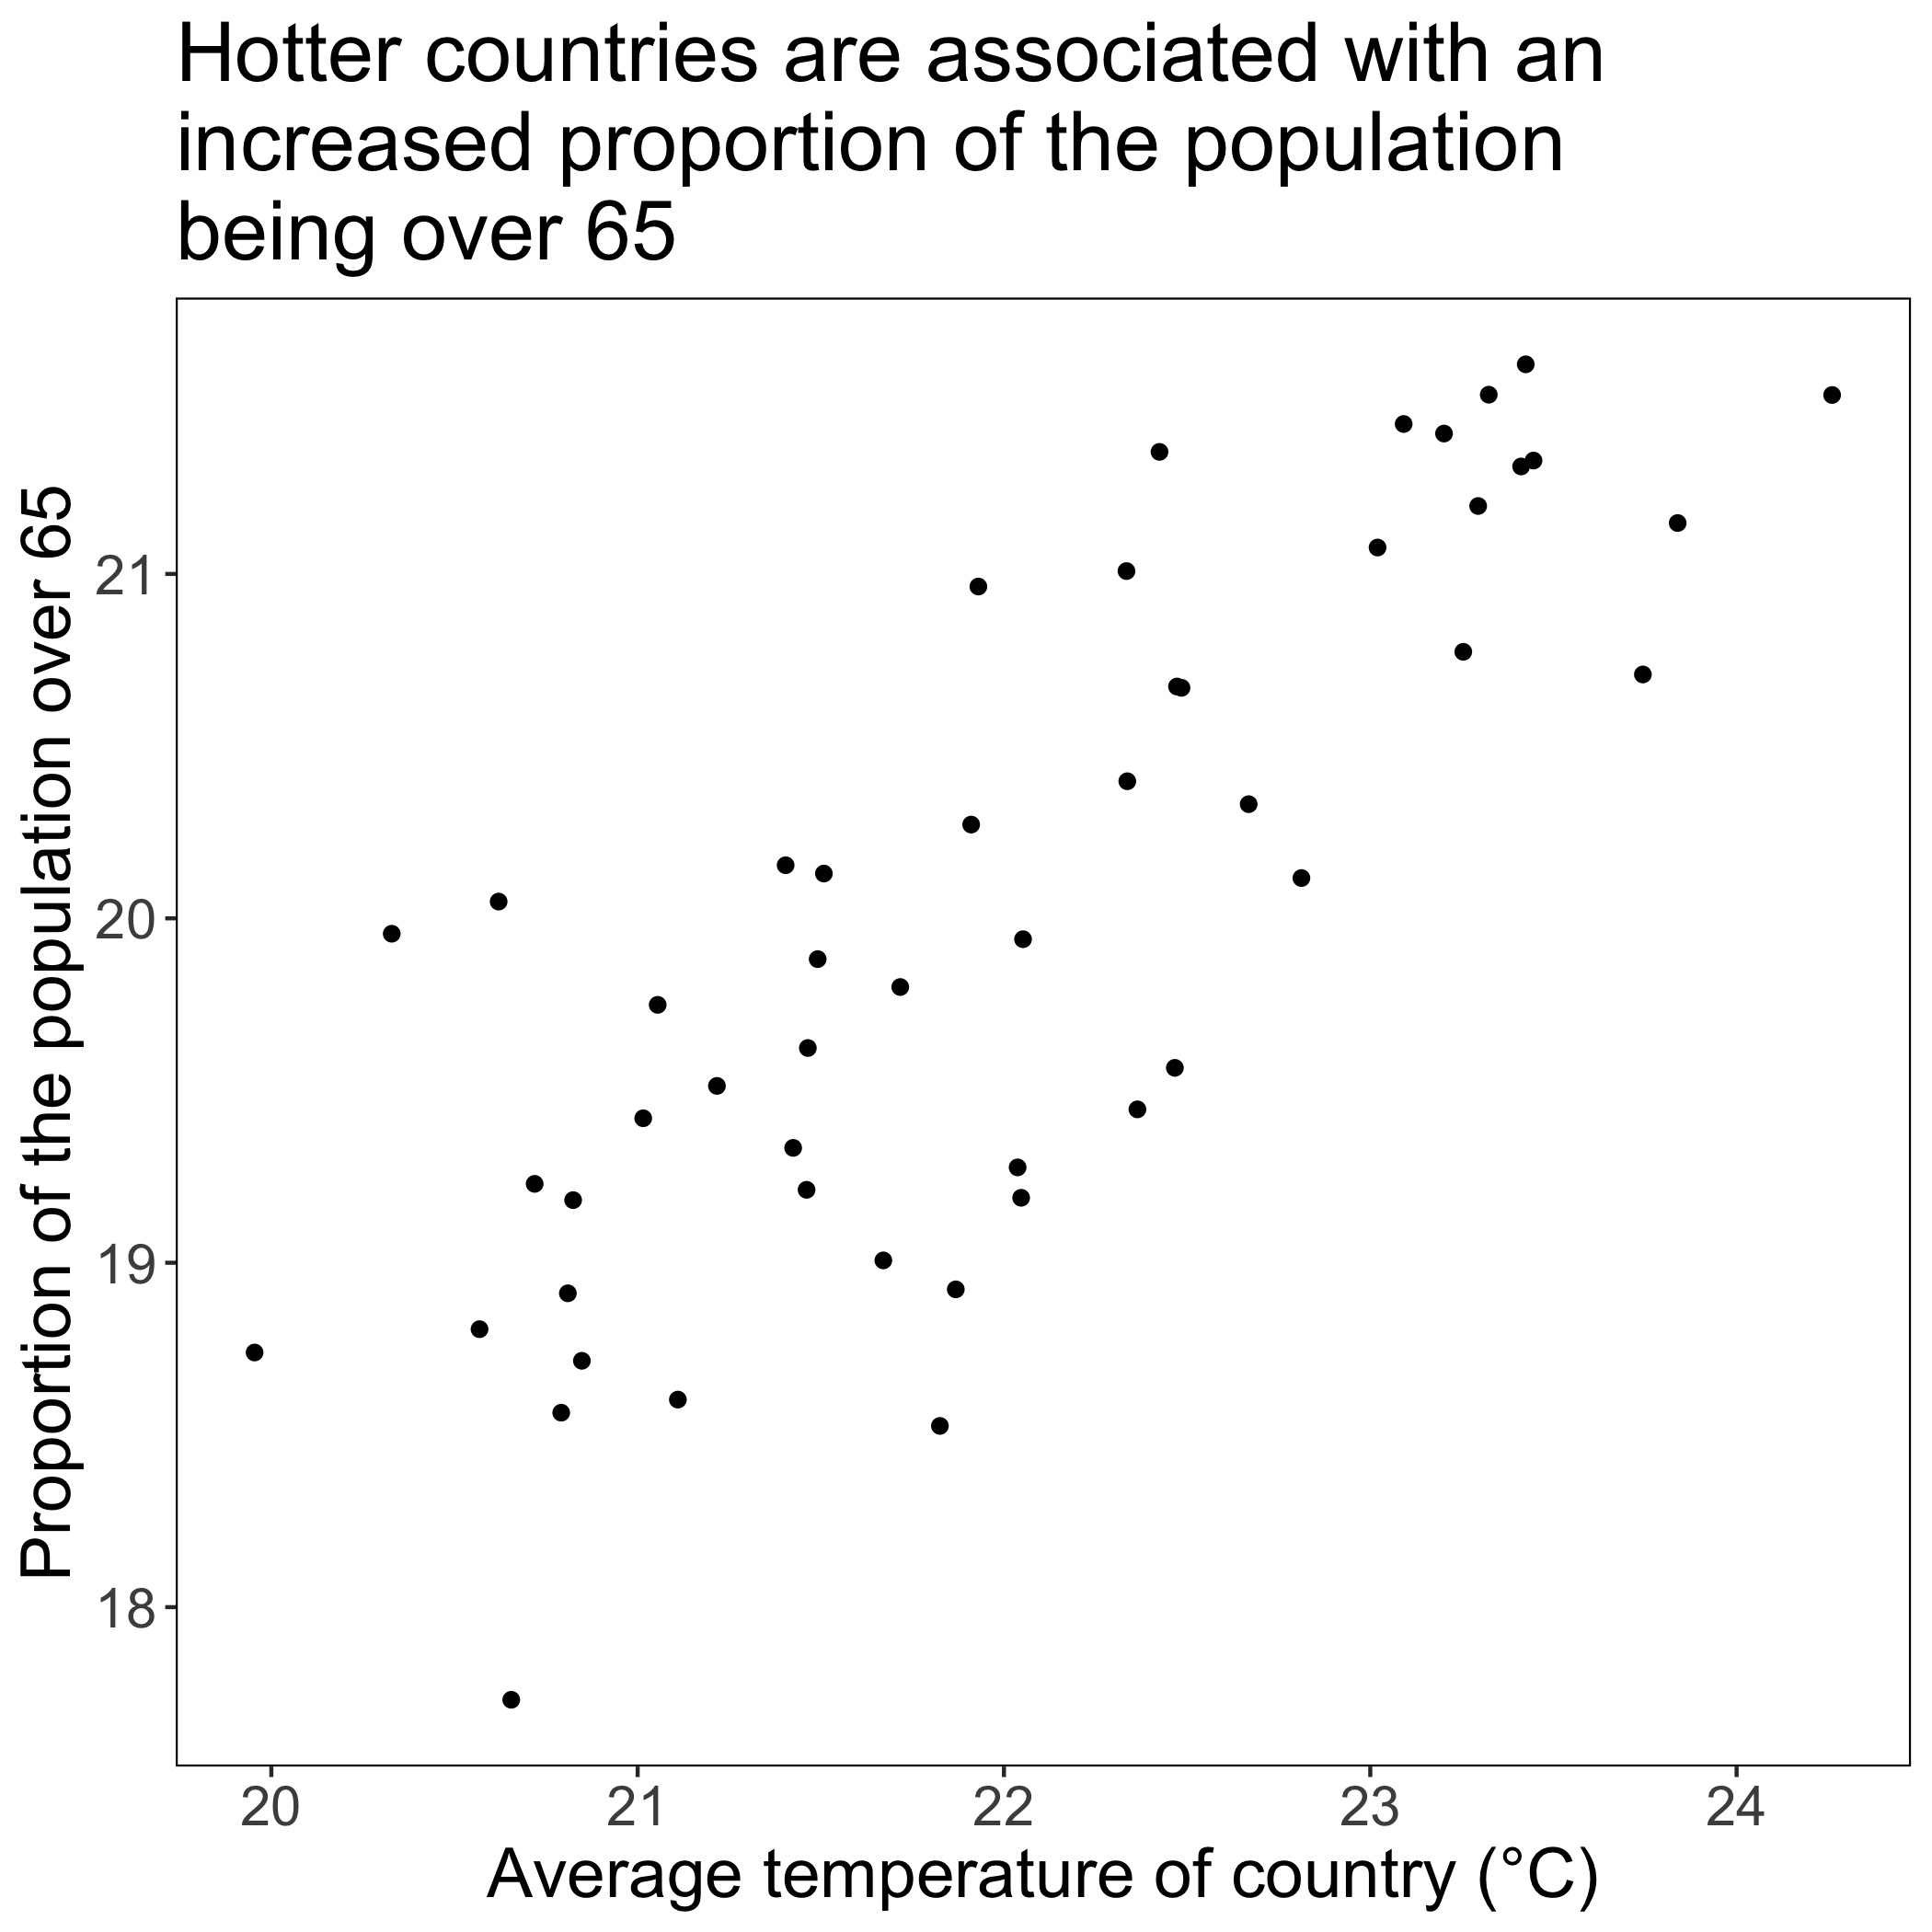 Hotter countries are associated with an
increased proportion of the population
being over 65
Proportion of the population over 65
21
20
19
18
20 21 22 23 24
Average temperature of country (°C)